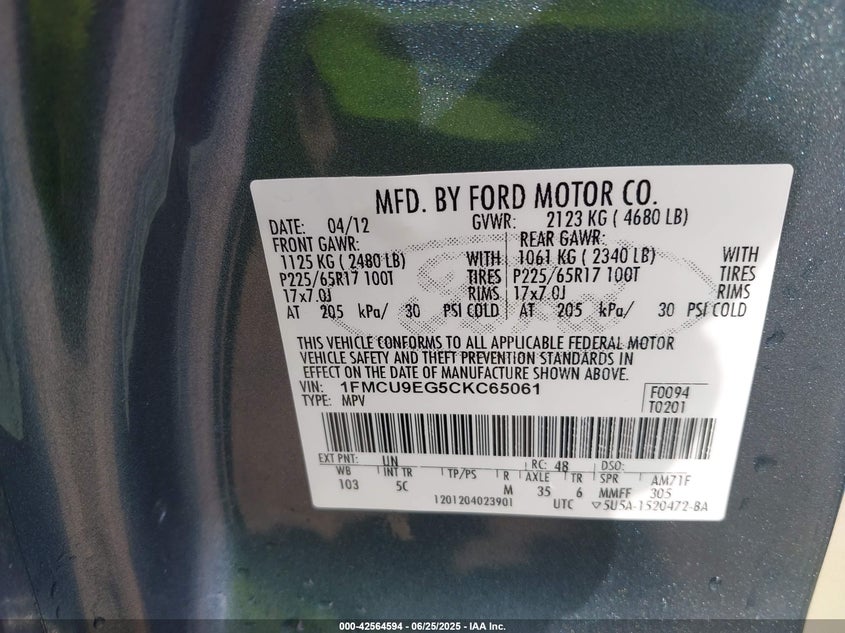 MFD. BY FORD MOTOR CO.
DATE: 04/12 GVWR: 2123 KG ( 4680 LB)
FRONT GAWR: REAR GAWR:
1125 KG ( 2480 LB) WITH 1061 KG ( 2340 LB) WITH
P225/65R17 100T TIRES P225/65R17 100T TIRES
17x7.0J RIMS 17x7.0J RIMS
AT 205 kPa/ 30 PSI COLD AT 205 kPa/ 30 PSI COLD
Ford
THIS VEHICLE CONFORMS TO ALL APPLICABLE FEDERAL MOTOR
VEHICLE SAFETY AND THEFT PREVENTION STANDARDS IN
EFFECT ON THE DATE OF MANUFACTURE SHOWN ABOVE.
VIN: 1FMCU9EG5CKC65061 F0094
TYPE: MPV T0201
EXT PNT: UN RC: 48 DSO:
WB INT TR TP/PS R AXLE TR SPR AM71F
103 5C M 35 6 MMFF 305
1201204023901 UTC ▽5U5A-1520472-BA
000-42564594 - 06/25/2025 - IAA Inc.